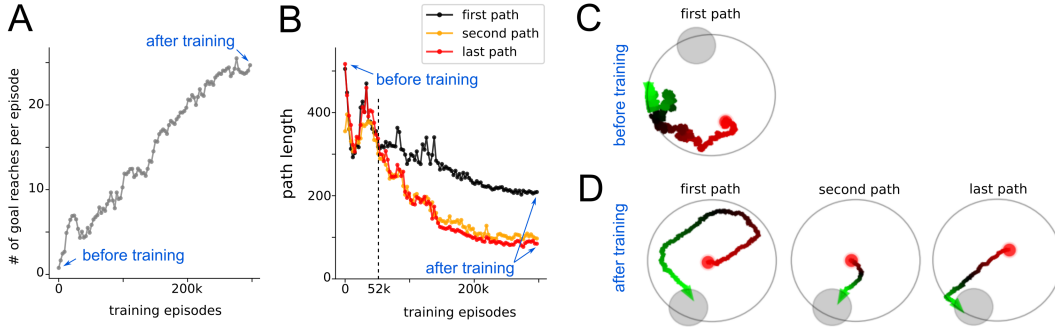 A
# of goal reaches per episode
20
10
0
after training
before training
0
200k
training episodes
B
first path
second path
last path
path length
400
200
0
before training
after training
0
52k
200k
training episodes
C
first path
before training
D
first path
second path
last path
after training